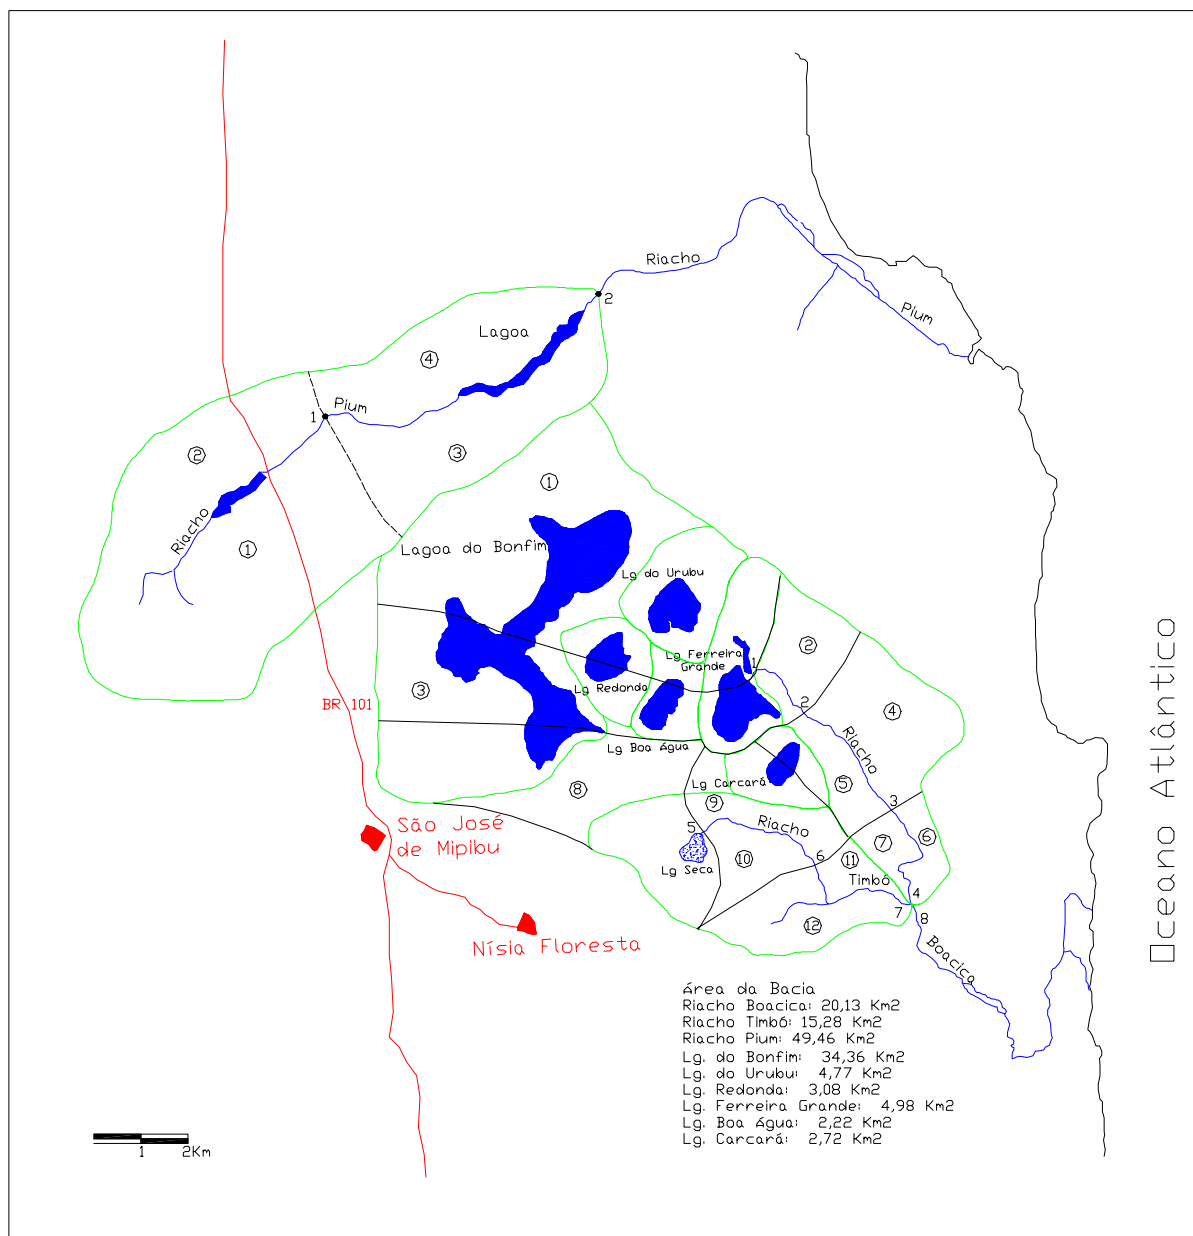 Riacho
Pium
2
Lagoa
4
Pium
1
2
3
1
Riacho
1
Lagoa do Bonfim
Lg do Urubu
Lg Ferreira
Grande
1
2
Lg Redonda
3
BR 101
2
4
Riacho
Lg Boa Água
Lg Carcará
5
8
9
3
São José
de Mipibu
5
Riacho
7
6
10
6
11
Lg Seca
Timbó
4
7
8
12
Nísia Floresta
Boacica
Oceano Atlântico
Área da Bacia
Riacho Boacica: 20,13 Km2
Riacho Timbó: 15,28 Km2
Riacho Pium: 49,46 Km2
Lg. do Bonfim: 34,36 Km2
Lg. do Urubu: 4,77 Km2
Lg. Redonda: 3,08 Km2
Lg. Ferreira Grande: 4,98 Km2
Lg. Boa Água: 2,22 Km2
Lg. Carcará: 2,72 Km2
1 2Km